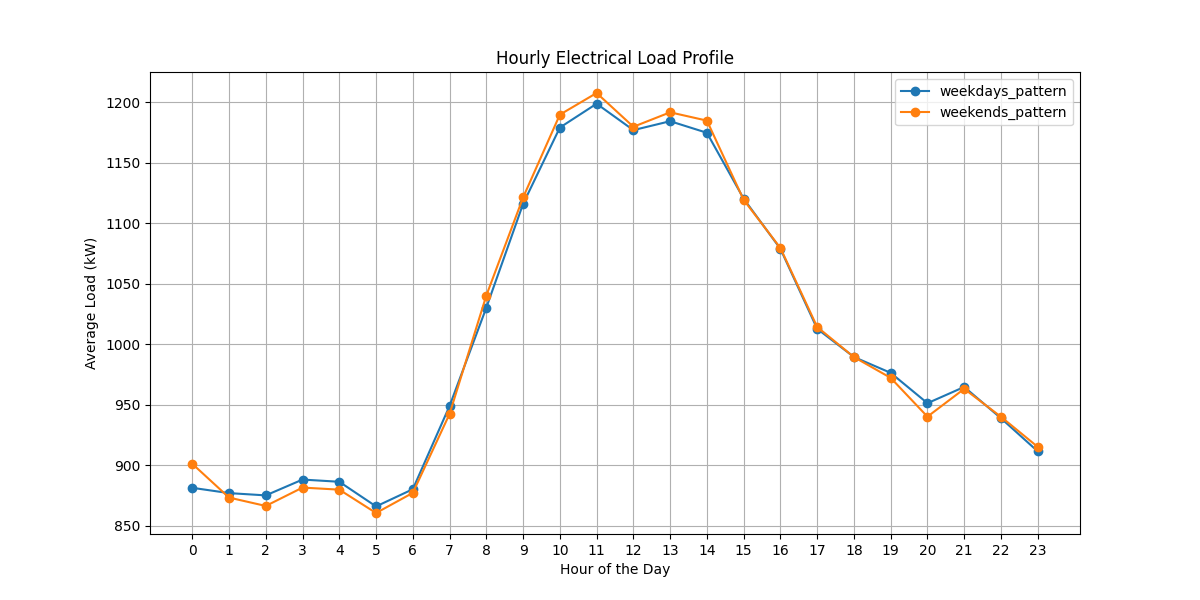 Hourly Electrical Load Profile
weekdays_pattern
weekends_pattern
Average Load (kW)
1200
1150
1100
1050
1000
950
900
850
0 1 2 3 4 5 6 7 8 9 10 11 12 13 14 15 16 17 18 19 20 21 22 23
Hour of the Day